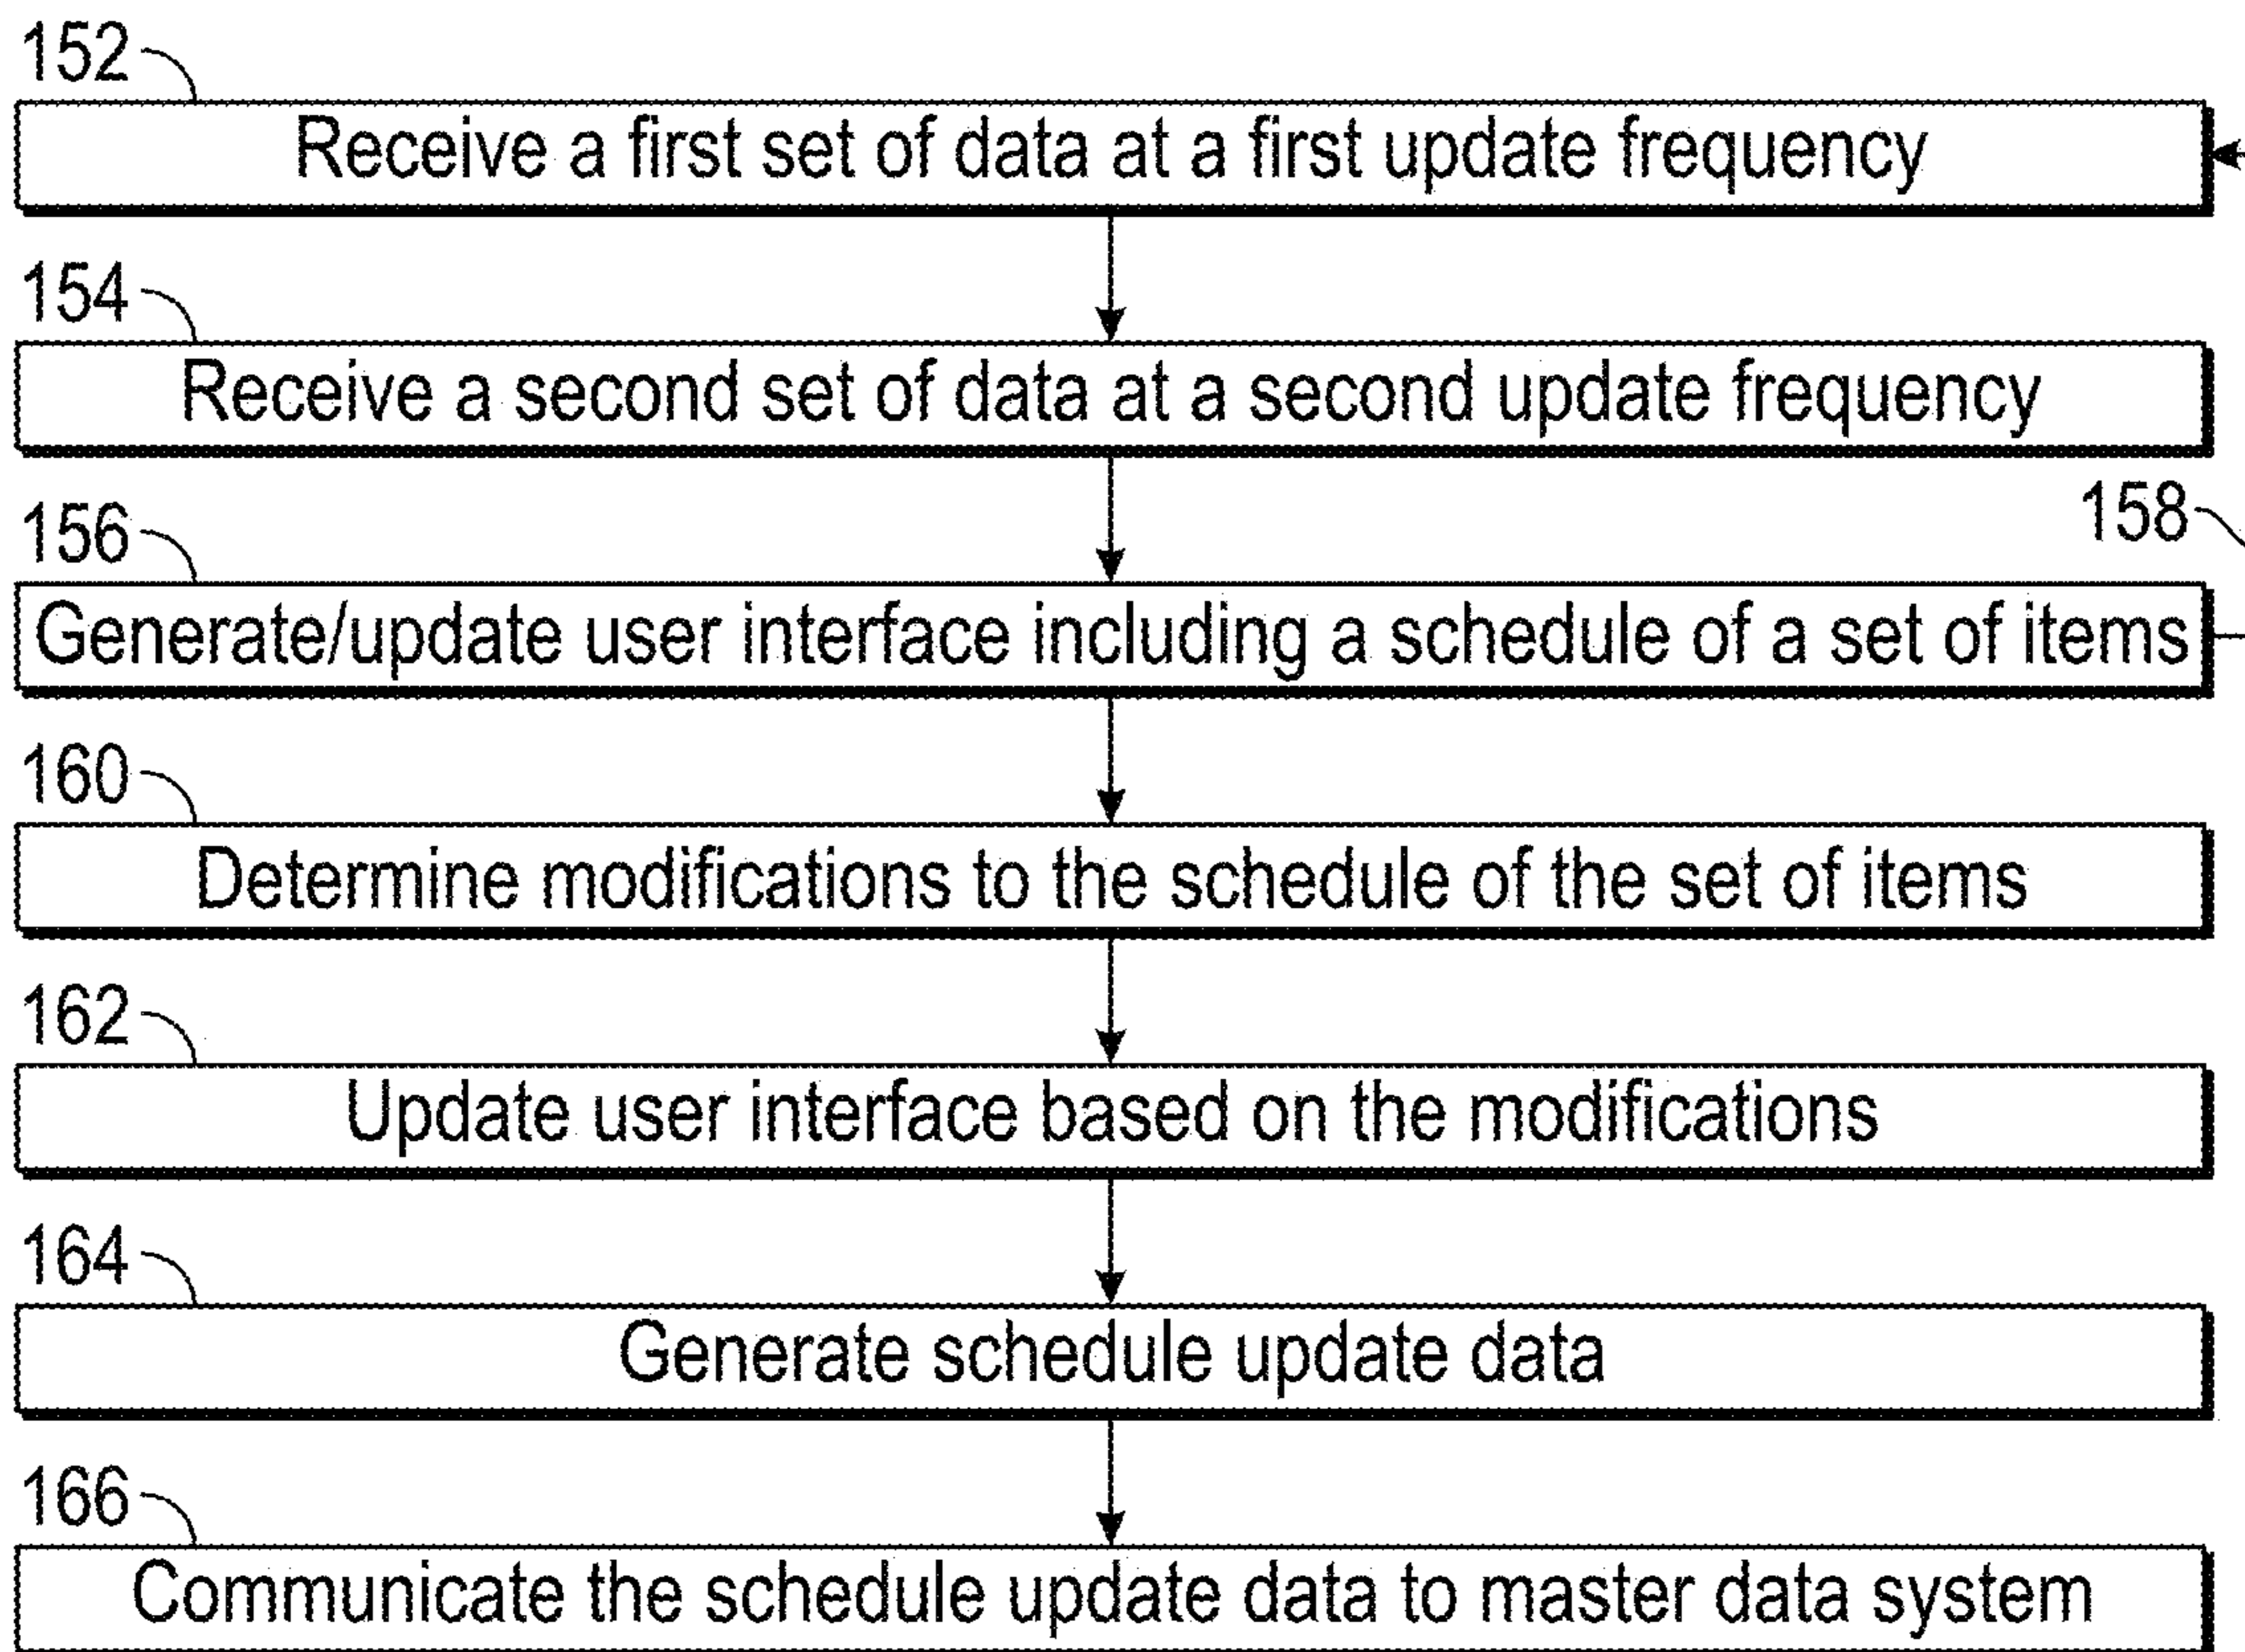 152
Receive a first set of data at a first update frequency
154
Receive a second set of data at a second update frequency
156
158
Generate/update user interface including a schedule of a set of items
160
Determine modifications to the schedule of the set of items
162
Update user interface based on the modifications
164
Generate schedule update data
166
Communicate the schedule update data to master data system